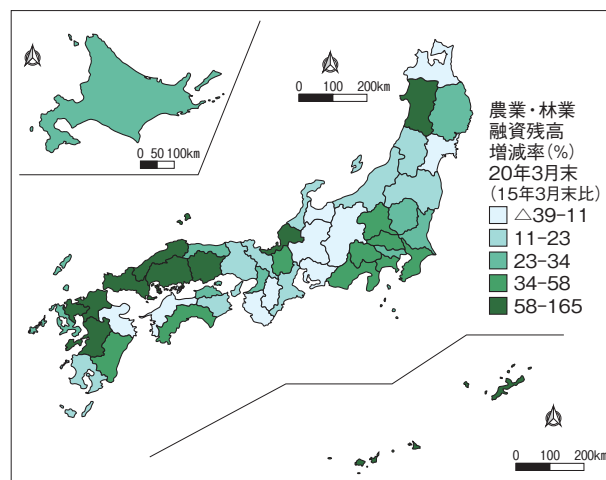 0 100 200km
0 50 100km
農業・林業
融資残高
増減率(%)
20年3月末
(15年3月末比)
△39-11
11-23
23-34
34-58
58-165
0 100 200km